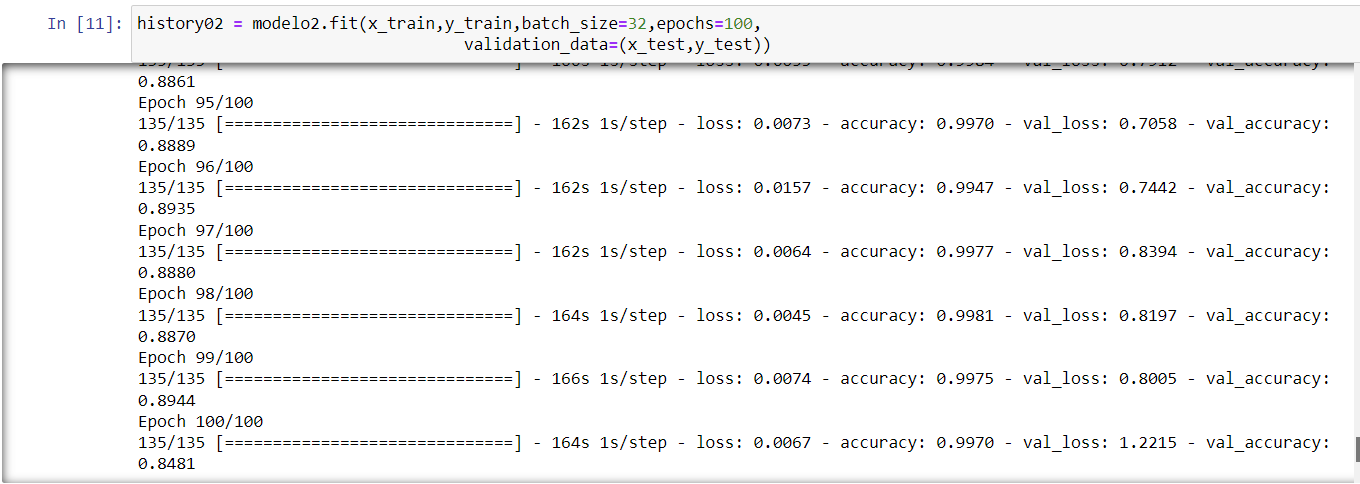 In [11]: history02 = modelo2.fit(x_train,y_train,batch_size=32,epochs=100,
validation_data=(x_test,y_test))
0.8861
Epoch 95/100
135/135 [==============================] - 162s 1s/step - loss: 0.0073 - accuracy: 0.9970 - val_loss: 0.7058 - val_accuracy:
0.8889
Epoch 96/100
135/135 [==============================] - 162s 1s/step - loss: 0.0157 - accuracy: 0.9947 - val_loss: 0.7442 - val_accuracy:
0.8935
Epoch 97/100
135/135 [==============================] - 162s 1s/step - loss: 0.0064 - accuracy: 0.9977 - val_loss: 0.8394 - val_accuracy:
0.8880
Epoch 98/100
135/135 [==============================] - 164s 1s/step - loss: 0.0045 - accuracy: 0.9981 - val_loss: 0.8197 - val_accuracy:
0.8870
Epoch 99/100
135/135 [==============================] - 166s 1s/step - loss: 0.0074 - accuracy: 0.9975 - val_loss: 0.8005 - val_accuracy:
0.8944
Epoch 100/100
135/135 [==============================] - 164s 1s/step - loss: 0.0067 - accuracy: 0.9970 - val_loss: 1.2215 - val_accuracy:
0.8481